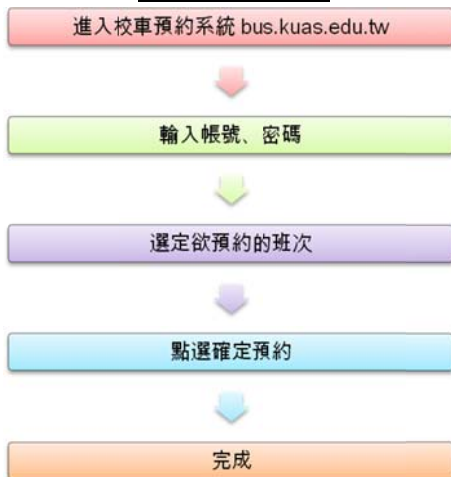 進入校車預約系統 bus.kuas.edu.tw
輸入帳號、密碼
選定欲預約的班次
點選確定預約
完成